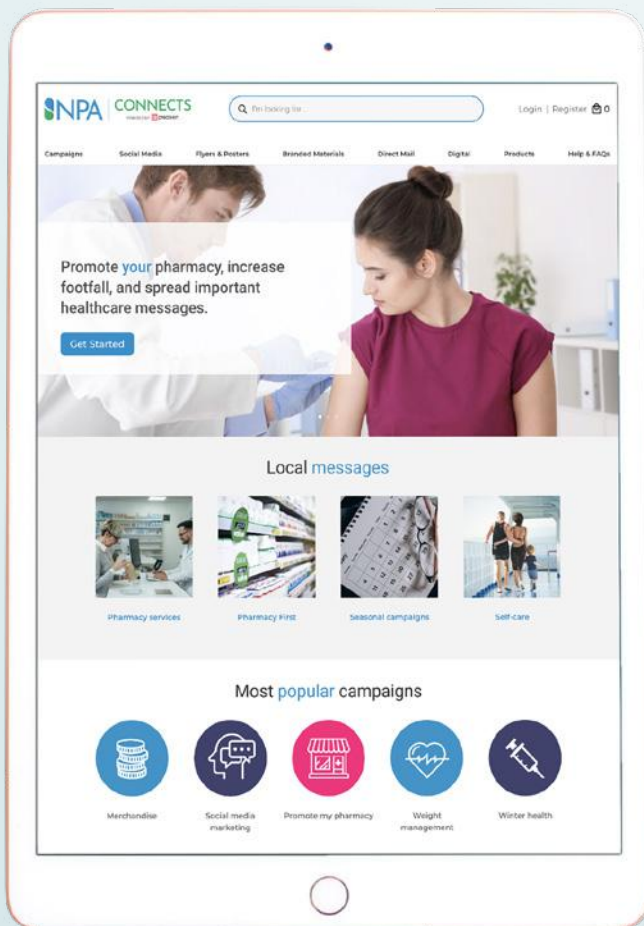 NPA CONNECTS
I'm looking for...
Login | Register 0
Campaigns Social Media Flyers & Posters Branded Materials Direct Mail Digital Products Help & FAQs
Promote your pharmacy, increase
footfall, and spread important
healthcare messages.
Get Started
Local messages
Pharmacy services Pharmacy First Seasonal campaigns Self-care
Most popular campaigns
Merchandise Social media Promote my pharmacy Weight Winter health
marketing management